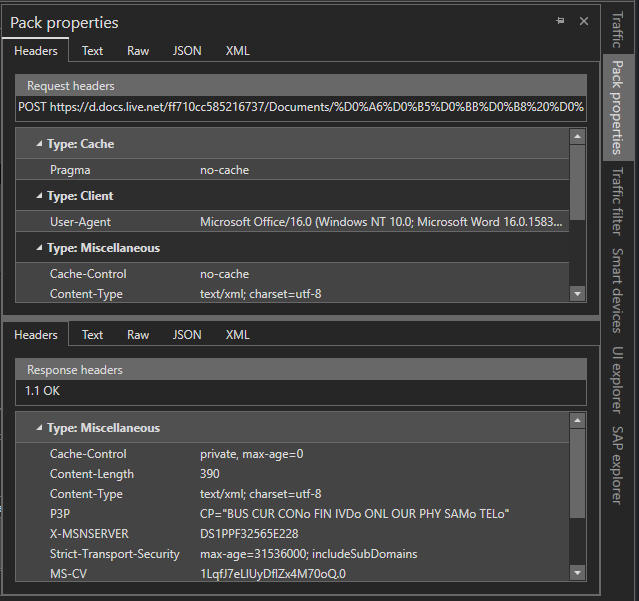 Pack properties
Headers Text Raw JSON XML
Request headers
POST https://d.docs.live.net/ff710cc585216737/Documents/%D0%A6%D0%B5%D0%BB%D0%B8%20%D0%
Type: Cache
Pragma no-cache
Type: Client
User-Agent Microsoft Office/16.0 (Windows NT 10.0; Microsoft Word 16.0.1583...
Type: Miscellaneous
Cache-Control no-cache
Content-Type text/xml; charset=utf-8
Headers Text Raw JSON XML
Response headers
1.1 OK
Type: Miscellaneous
Cache-Control private, max-age=0
Content-Length 390
Content-Type text/xml; charset=utf-8
P3P CP="BUS CUR CONo FIN IVDo ONL OUR PHY SAMo TELo"
X-MSNSERVER DS1PPF32565E228
Strict-Transport-Security max-age=31536000; includeSubDomains
MS-CV 1LqfJ7eLlUyDflZx4M70oQ.0
Traffic
Pack properties
Traffic filter
Smart devices
UI explorer
SAP explorer